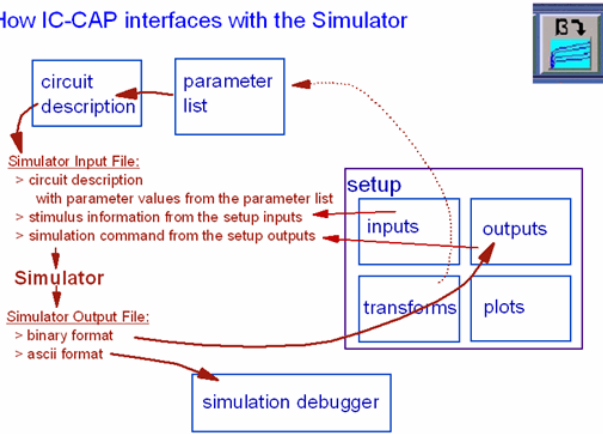 How IC-CAP interfaces with the Simulator
circuit
description
parameter
list
Simulator Input File:
> circuit description
with parameter values from the parameter list
> stimulus information from the setup inputs
> simulation command from the setup outputs
Simulator
Simulator Output File:
> binary format
> ascii format
setup
inputs
outputs
transforms
plots
simulation debugger